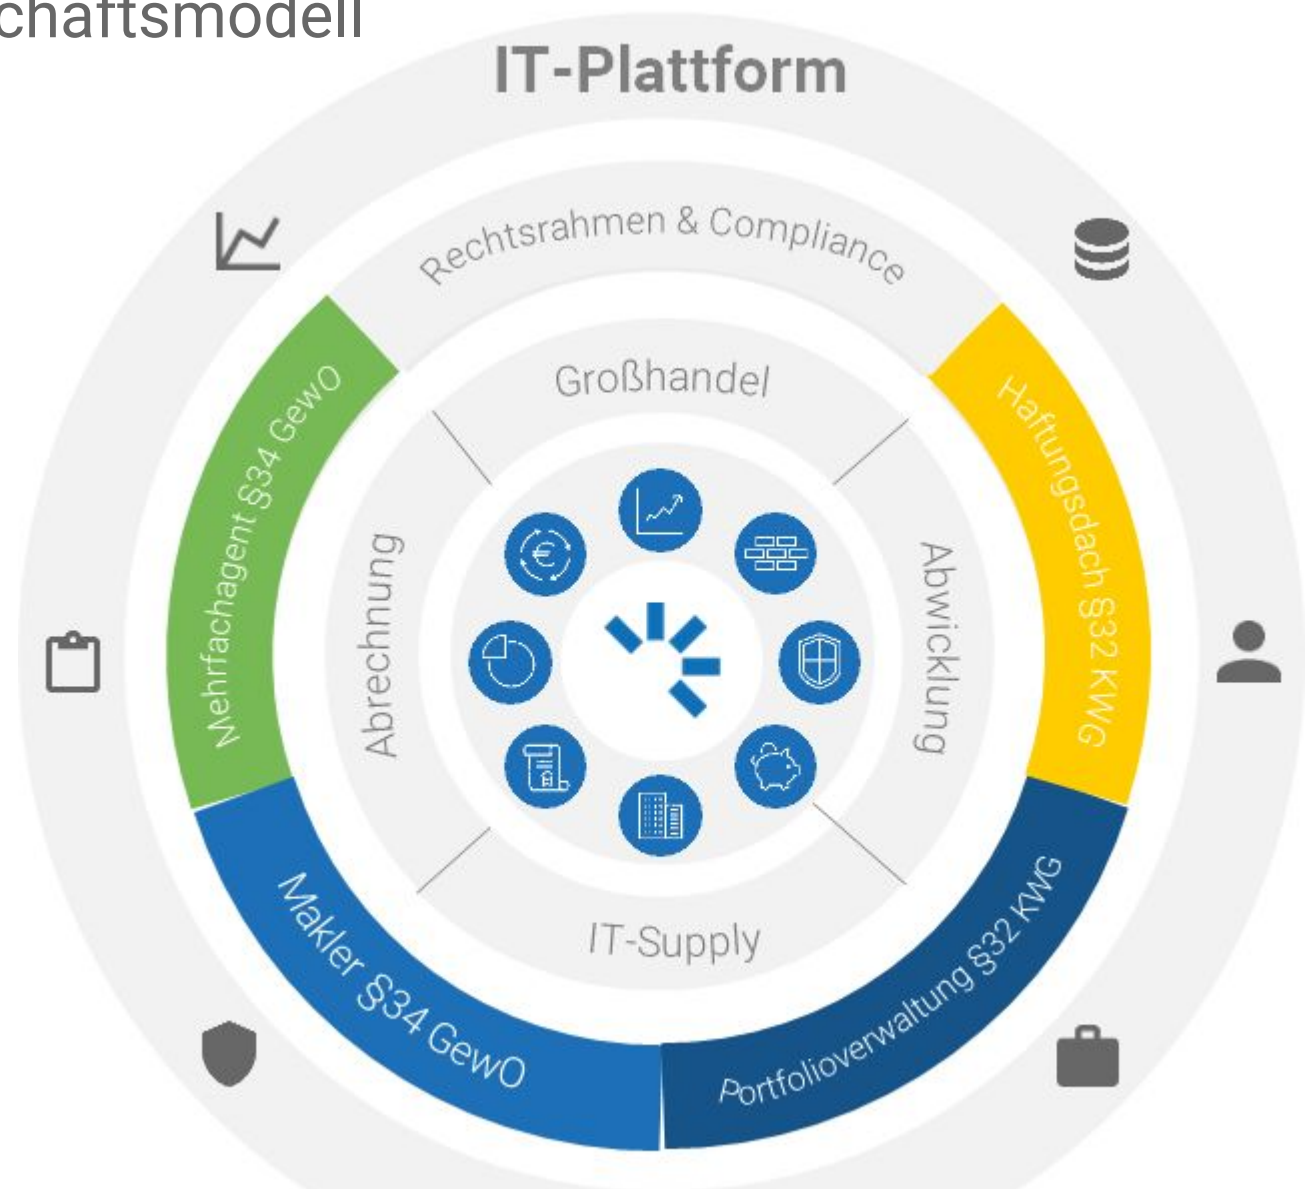 chaftsmodell
IT-Plattform
Rechtsrahmen & Compliance
Großhandel
Mehrfachagent §34 GewO
Haftungsdach §32 KWG
Abrechnung
Abwicklung
IT-Supply
Makler §34 GewO
Portfolioverwaltung §32 KWG